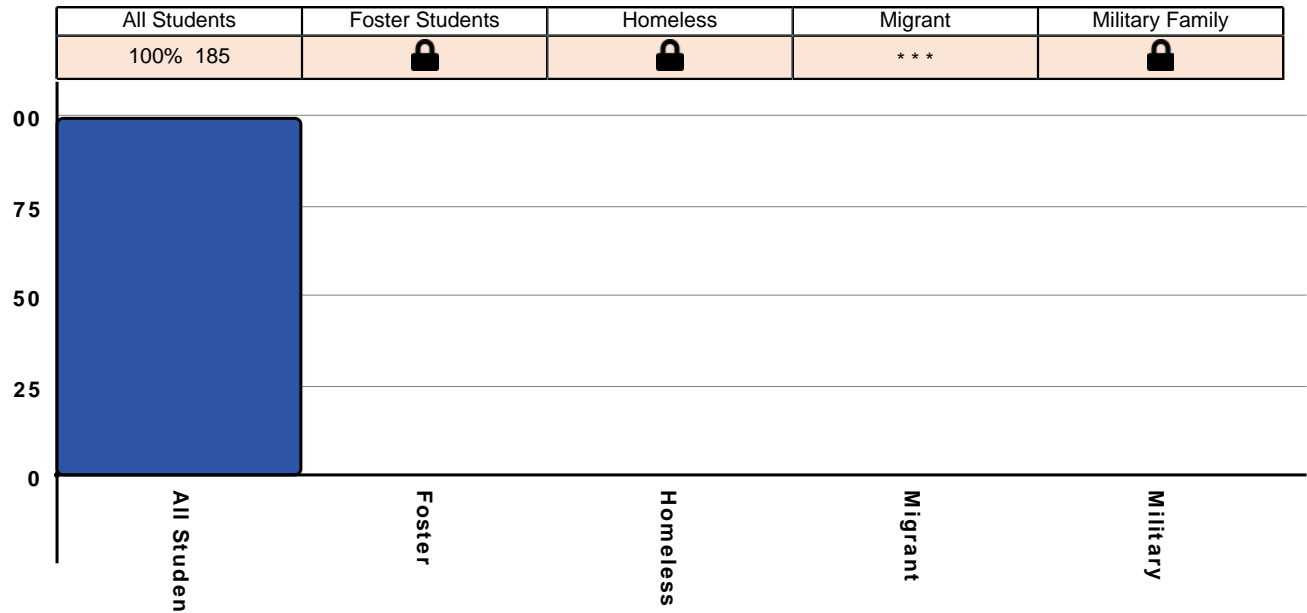 All Students Foster Students Homeless Migrant Military Family
100% 185 * * *
00
75
50
25
0
All Studen
Foster
Homeless
Migrant
Military